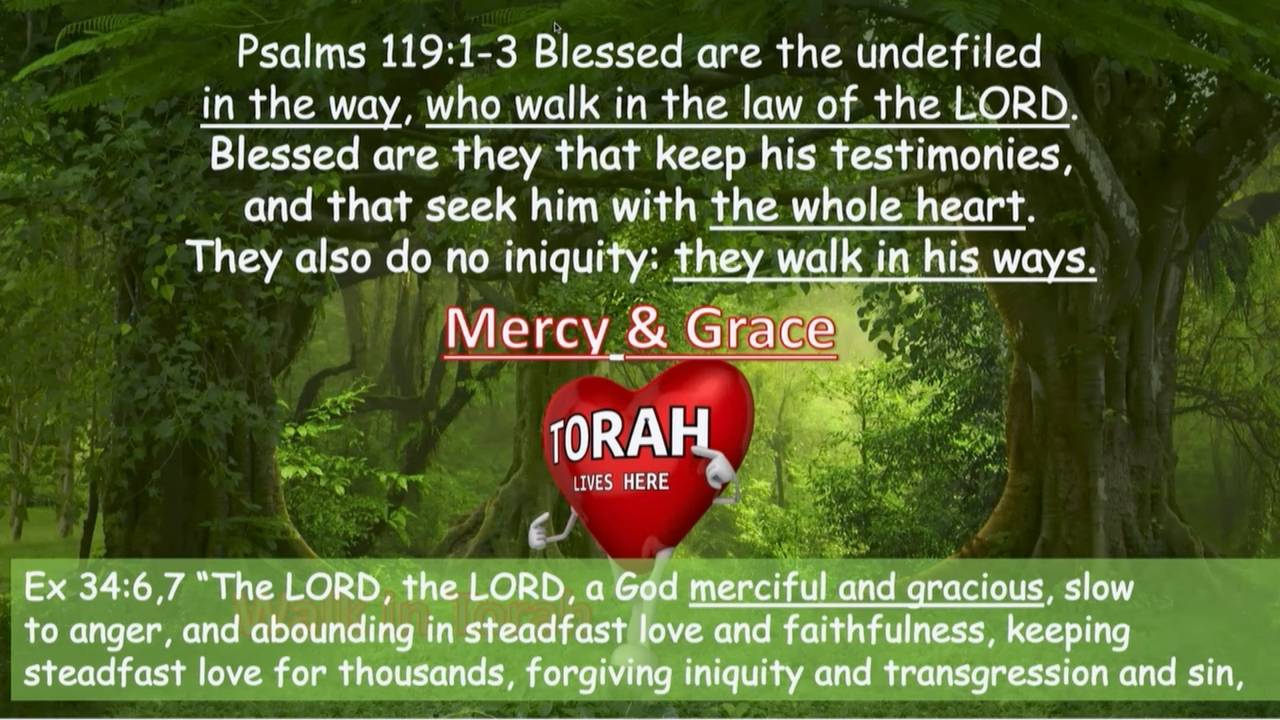 Psalms 119:1-3 Blessed are the undefiled
in the way, who walk in the law of the LORD.
Blessed are they that keep his testimonies,
and that seek him with the whole heart.
They also do no iniquity: they walk in his ways.
Mercy & Grace
TORAH
LIVES HERE
Walk in Torah
Ex 34:6,7 “The LORD, the LORD, a God merciful and gracious, slow
to anger, and abounding in steadfast love and faithfulness, keeping
steadfast love for thousands, forgiving iniquity and transgression and sin,